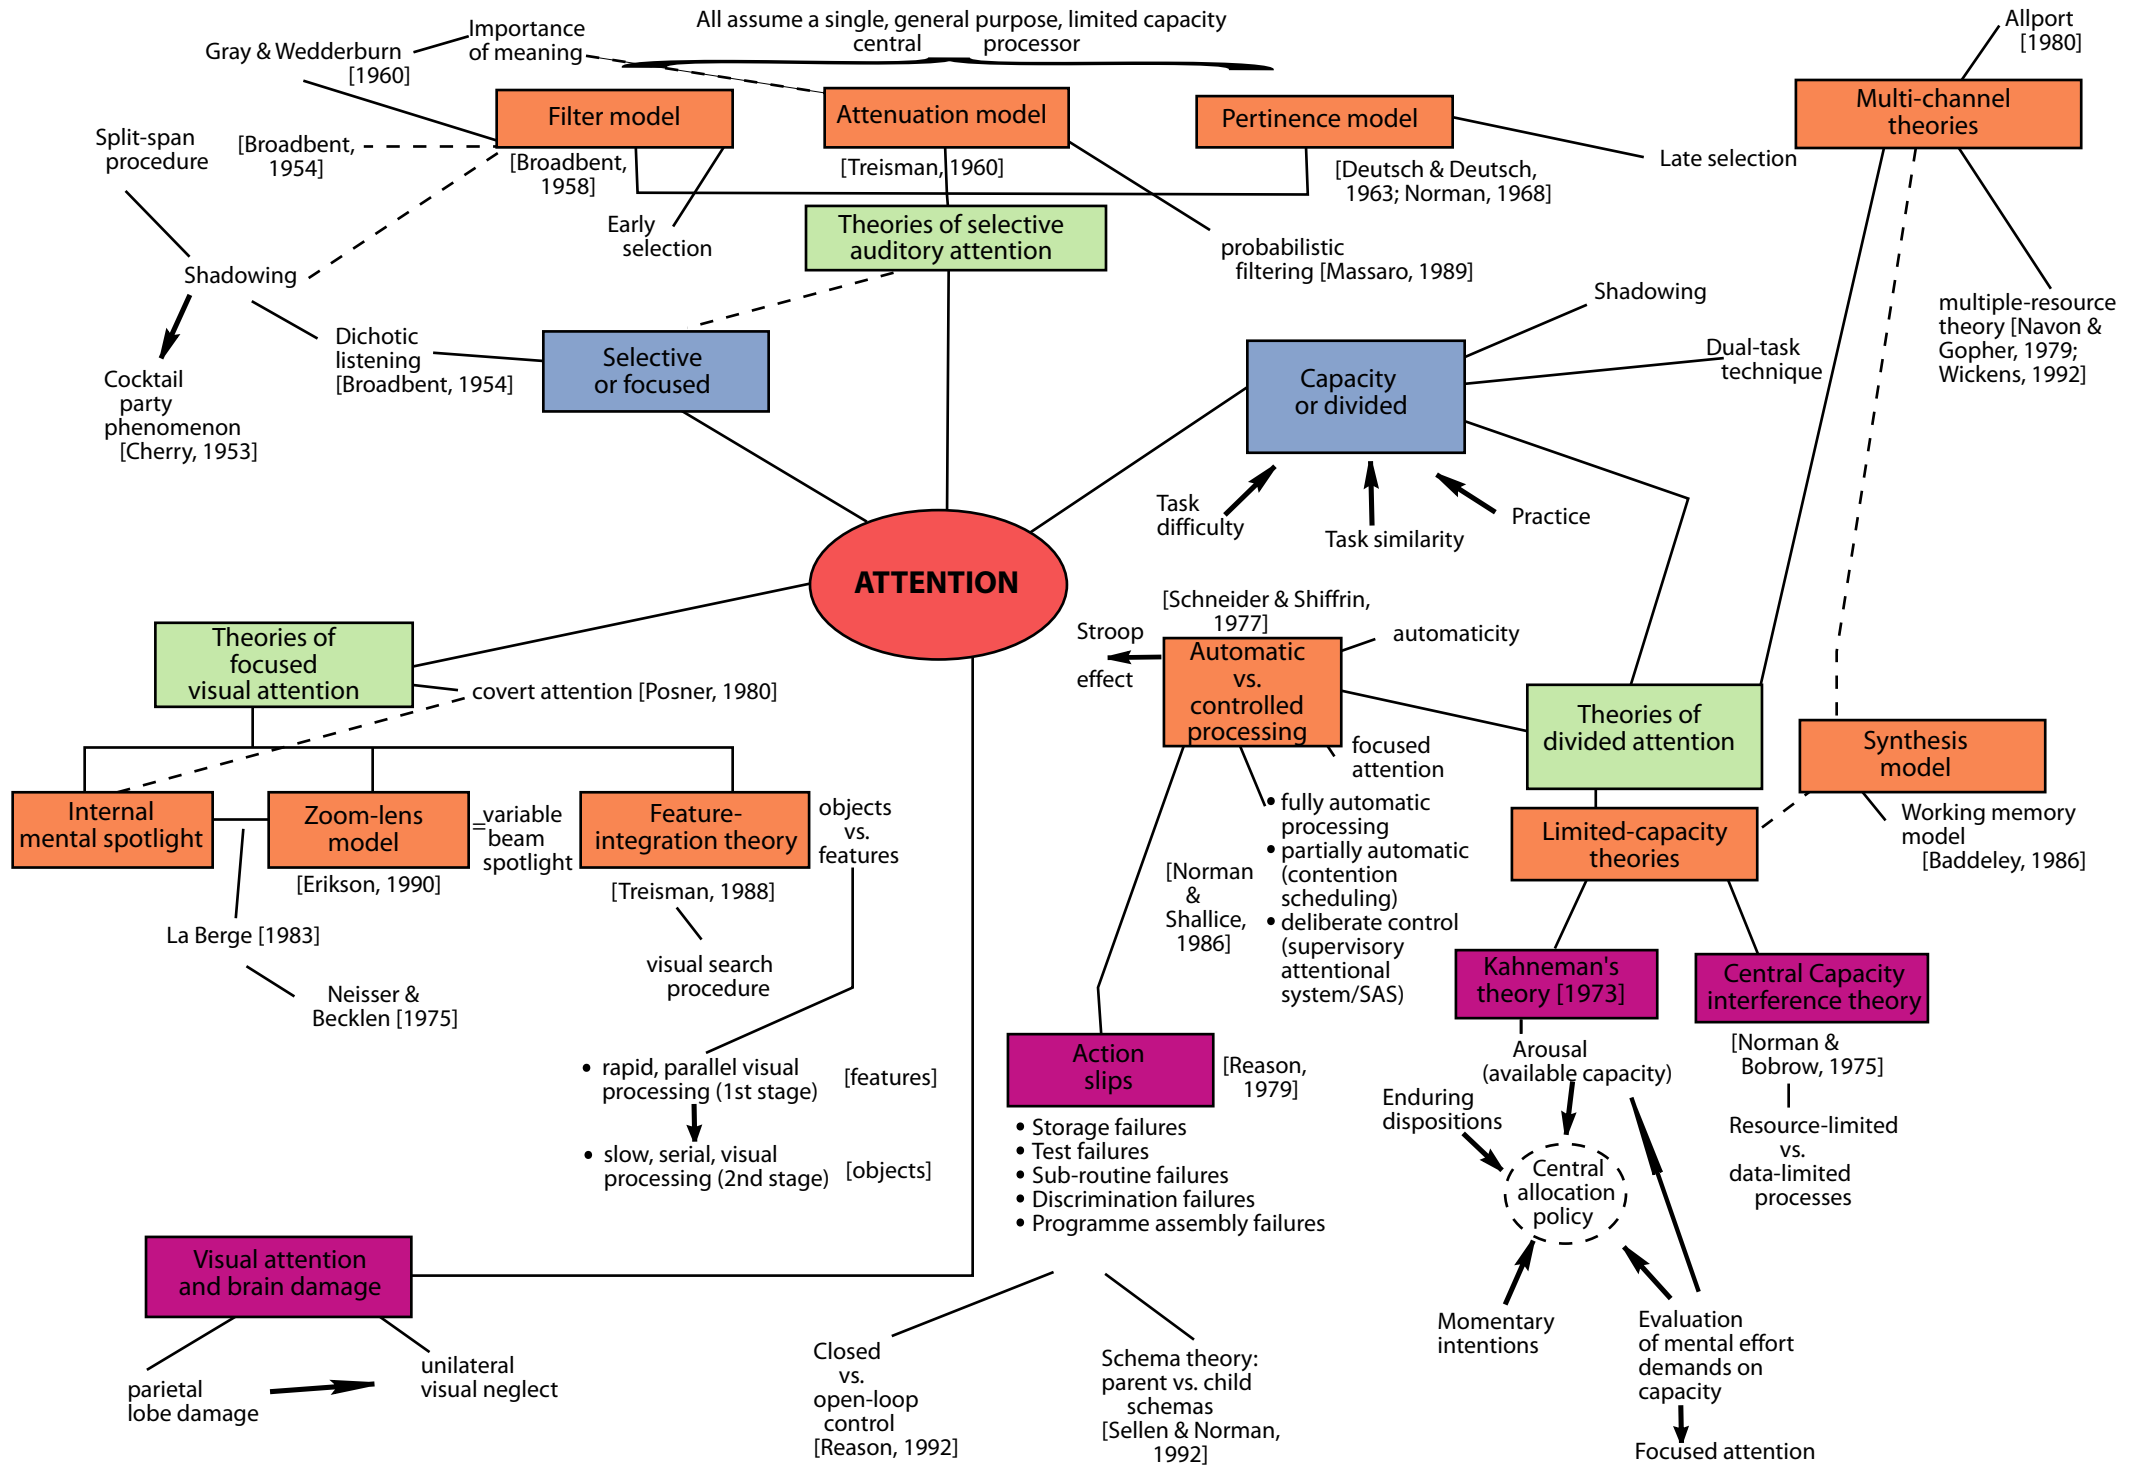 All assume a single, general purpose, limited capacity
central processor
Importance
of meaning
Gray & Wedderburn
[1960]
Allport
[1980]
Filter model
Attenuation model
Pertinence model
Multi-channel
theories
Split-span
procedure
[Broadbent,
1954]
[Broadbent,
1958]
[Treisman, 1960]
[Deutsch & Deutsch,
1963; Norman, 1968]
Late selection
Early
selection
Theories of selective
auditory attention
probabilistic
filtering [Massaro, 1989]
Shadowing
Dichotic
listening
[Broadbent, 1954]
Cocktail
party
phenomenon
[Cherry, 1953]
Selective
or focused
Capacity
or divided
Shadowing
Dual-task
technique
multiple-resource
theory [Navon &
Gopher, 1979;
Wickens, 1992]
Task
difficulty
Task similarity
Practice
ATTENTION
Theories of
focused
visual attention
covert attention [Posner, 1980]
[Schneider & Shiffrin,
1977]
Stroop
effect
Automatic
vs.
controlled
processing
automaticity
focused
attention
Theories of
divided attention
Synthesis
model
Working memory
model
[Baddeley, 1986]
Internal
mental spotlight
Zoom-lens
model
=variable
beam
spotlight
[Erikson, 1990]
Feature-
integration theory
objects
vs.
features
[Treisman, 1988]
La Berge [1983]
Neisser &
Becklen [1975]
visual search
procedure
• rapid, parallel visual
processing (1st stage)
[features]
• slow, serial, visual
processing (2nd stage)
[objects]
[Norman
&
Shallice,
1986]
• fully automatic
processing
• partially automatic
(contention
scheduling)
• deliberate control
(supervisory
attentional
system/SAS)
Limited-capacity
theories
Kahneman's
theory [1973]
Central Capacity
interference theory
[Norman &
Bobrow, 1975]
Resource-limited
vs.
data-limited
processes
Arousal
(available capacity)
Enduring
dispositions
Central
allocation
policy
Momentary
intentions
Evaluation
of mental effort
demands on
capacity
Focused attention
Action
slips
[Reason,
1979]
• Storage failures
• Test failures
• Sub-routine failures
• Discrimination failures
• Programme assembly failures
Closed
vs.
open-loop
control
[Reason, 1992]
Schema theory:
parent vs. child
schemas
[Sellen & Norman,
1992]
Visual attention
and brain damage
parietal
lobe damage
unilateral
visual neglect